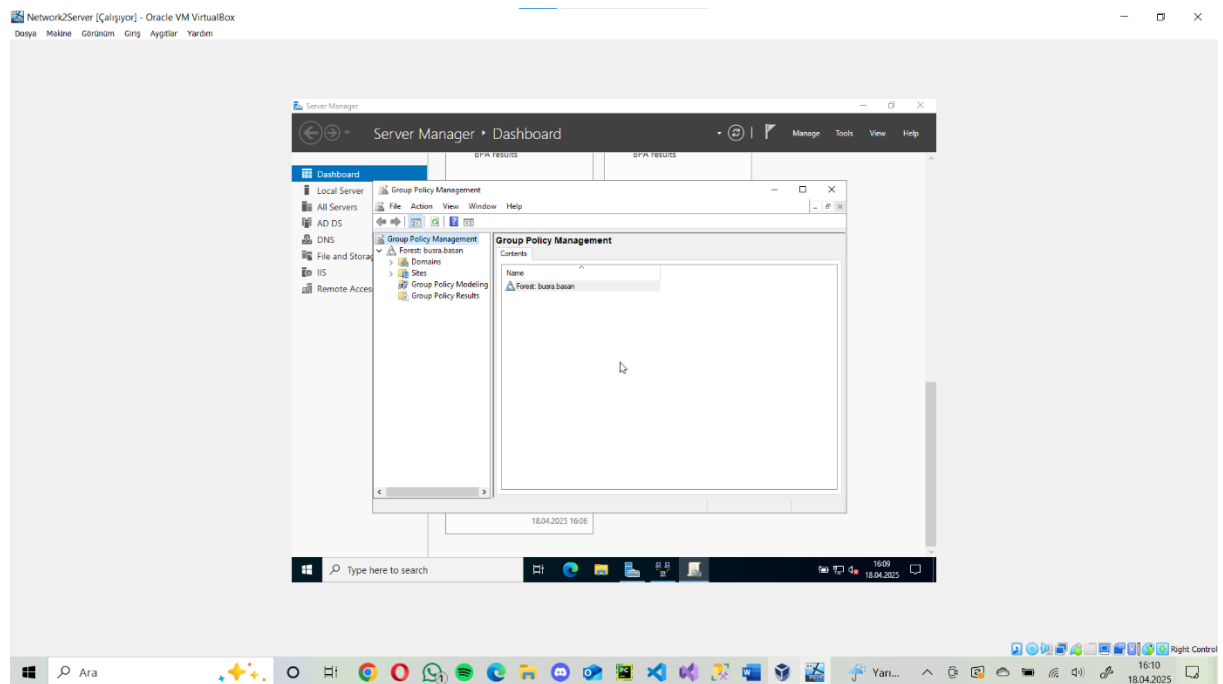 Network2Server [Çalışıyor] - Oracle VM VirtualBox
Dosya Makine Görünüm Giriş Aygıtlar Yardım
Server Manager
Server Manager • Dashboard
Manage Tools View Help
BPA results
BPA results
Dashboard
Local Server
All Servers
AD DS
DNS
File and Storag
IIS
Remote Acces
Group Policy Management
File Action View Window Help
Group Policy Management
Forest: busra.basan
Domains
Sites
Group Policy Modeling
Group Policy Results
Group Policy Management
Contents
Name
Forest: busra.basan
18.04.2025 16:06
Type here to search
16:09
18.04.2025
Right Control
Ara
Yarı...
16:10
18.04.2025